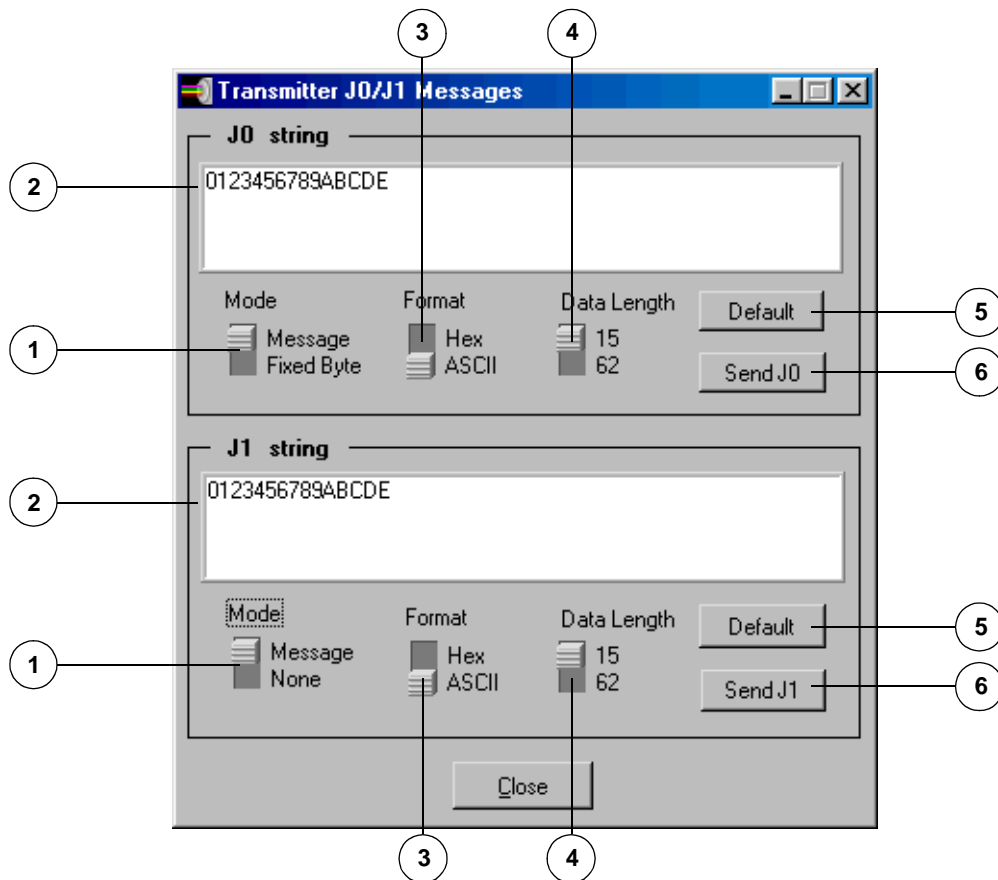 3 4
Transmitter J0/J1 Messages
J0 string
2
0123456789ABCDE
Mode Format Data Length Default 5
1 Message Hex 15
Fixed Byte ASCII 62 Send J0 6
J1 string
2
0123456789ABCDE
Mode Format Data Length Default 5
1 Message Hex 15
None ASCII 62 Send J1 6
Close
3 4